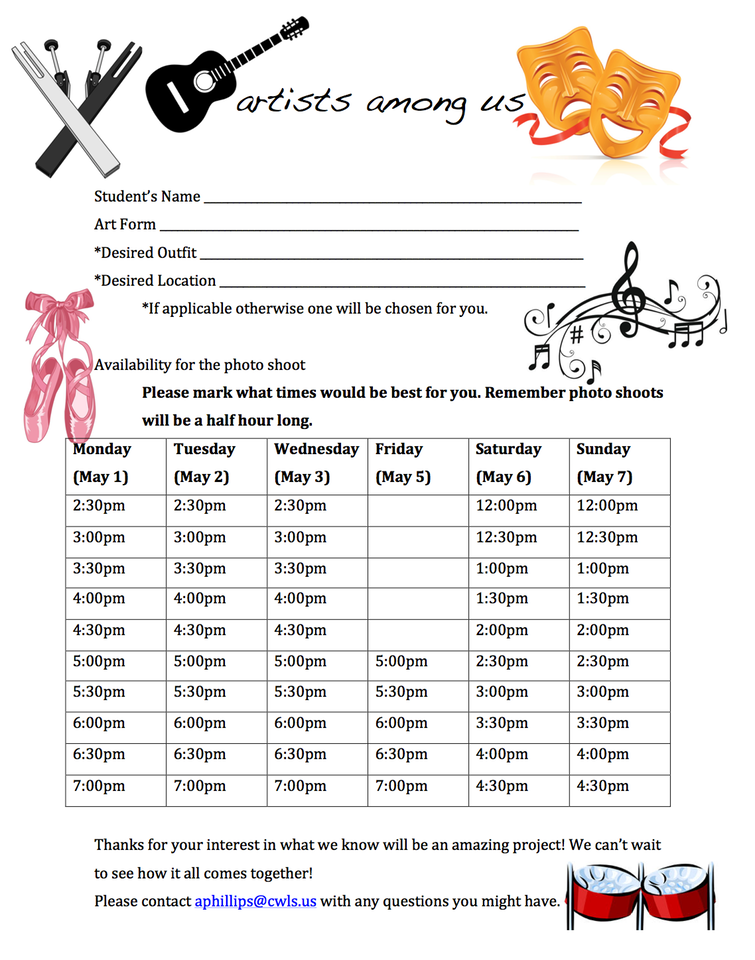 artists among us
Student's Name ________________________________________________
Art Form ______________________________________________________
*Desired Outfit _________________________________________________
*Desired Location _______________________________________________
*If applicable otherwise one will be chosen for you.
Availability for the photo shoot
Please mark what times would be best for you. Remember photo shoots
will be a half hour long.
Monday Tuesday Wednesday Friday Saturday Sunday
(May 1) (May 2) (May 3) (May 5) (May 6) (May 7)
2:30pm 2:30pm 2:30pm 12:00pm 12:00pm
3:00pm 3:00pm 3:00pm 12:30pm 12:30pm
3:30pm 3:30pm 3:30pm 1:00pm 1:00pm
4:00pm 4:00pm 4:00pm 1:30pm 1:30pm
4:30pm 4:30pm 4:30pm 2:00pm 2:00pm
5:00pm 5:00pm 5:00pm 5:00pm 2:30pm 2:30pm
5:30pm 5:30pm 5:30pm 5:30pm 3:00pm 3:00pm
6:00pm 6:00pm 6:00pm 6:00pm 3:30pm 3:30pm
6:30pm 6:30pm 6:30pm 6:30pm 4:00pm 4:00pm
7:00pm 7:00pm 7:00pm 7:00pm 4:30pm 4:30pm
Thanks for your interest in what we know will be an amazing project! We can't wait
to see how it all comes together!
Please contact aphillips@cwls.us with any questions you might have.